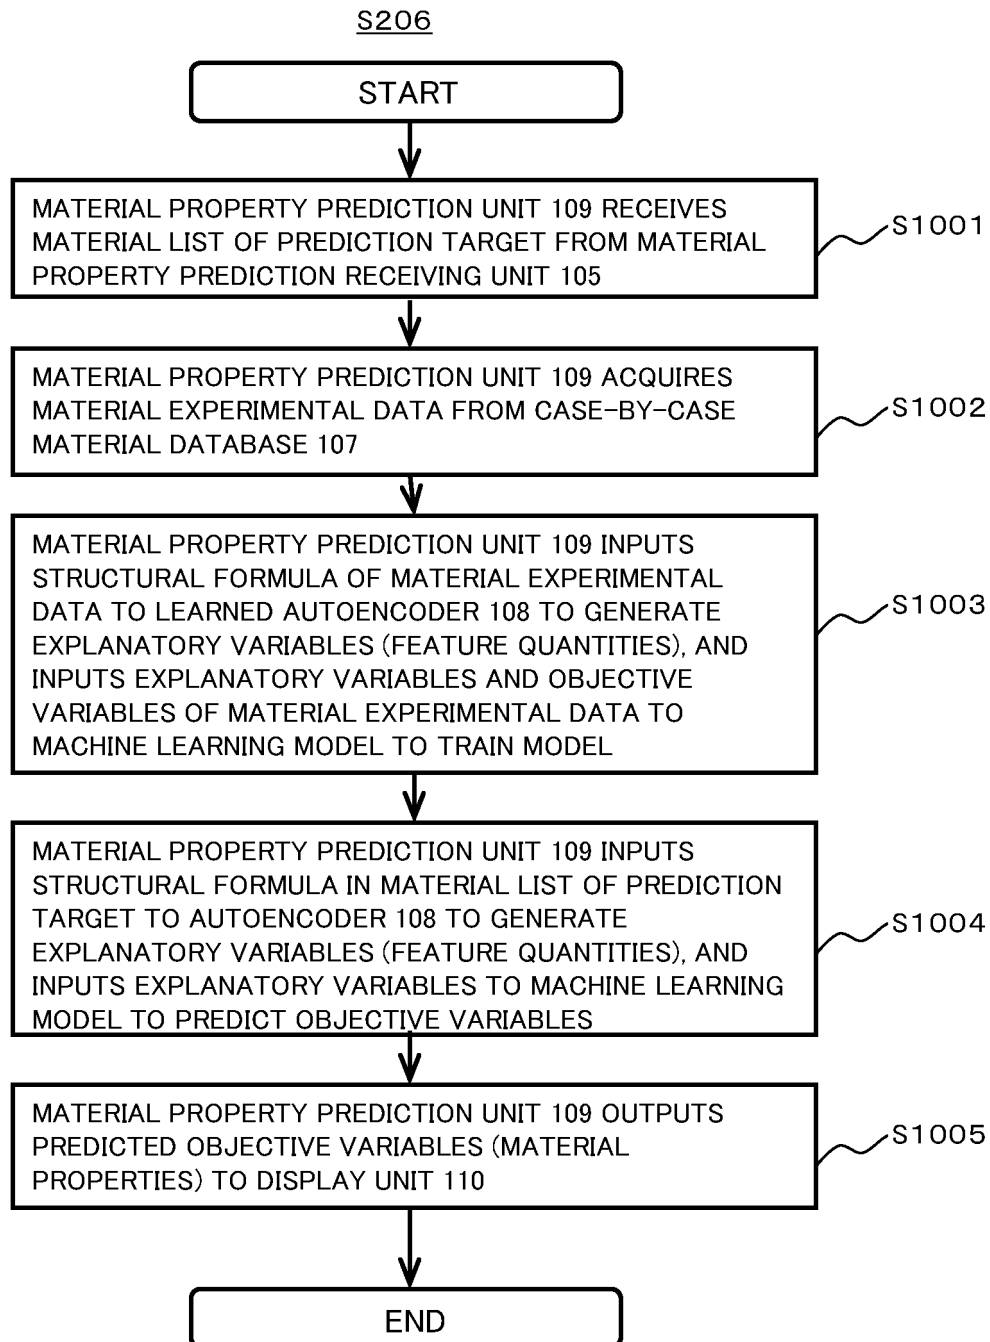 S206
START
MATERIAL PROPERTY PREDICTION UNIT 109 RECEIVES
MATERIAL LIST OF PREDICTION TARGET FROM MATERIAL
PROPERTY PREDICTION RECEIVING UNIT 105
S1001
MATERIAL PROPERTY PREDICTION UNIT 109 ACQUIRES
MATERIAL EXPERIMENTAL DATA FROM CASE-BY-CASE
MATERIAL DATABASE 107
S1002
MATERIAL PROPERTY PREDICTION UNIT 109 INPUTS
STRUCTURAL FORMULA OF MATERIAL EXPERIMENTAL
DATA TO LEARNED AUTOENCODER 108 TO GENERATE
EXPLANATORY VARIABLES (FEATURE QUANTITIES), AND
INPUTS EXPLANATORY VARIABLES AND OBJECTIVE
VARIABLES OF MATERIAL EXPERIMENTAL DATA TO
MACHINE LEARNING MODEL TO TRAIN MODEL
S1003
MATERIAL PROPERTY PREDICTION UNIT 109 INPUTS
STRUCTURAL FORMULA IN MATERIAL LIST OF PREDICTION
TARGET TO AUTOENCODER 108 TO GENERATE
EXPLANATORY VARIABLES (FEATURE QUANTITIES), AND
INPUTS EXPLANATORY VARIABLES TO MACHINE LEARNING
MODEL TO PREDICT OBJECTIVE VARIABLES
S1004
MATERIAL PROPERTY PREDICTION UNIT 109 OUTPUTS
PREDICTED OBJECTIVE VARIABLES (MATERIAL
PROPERTIES) TO DISPLAY UNIT 110
S1005
END